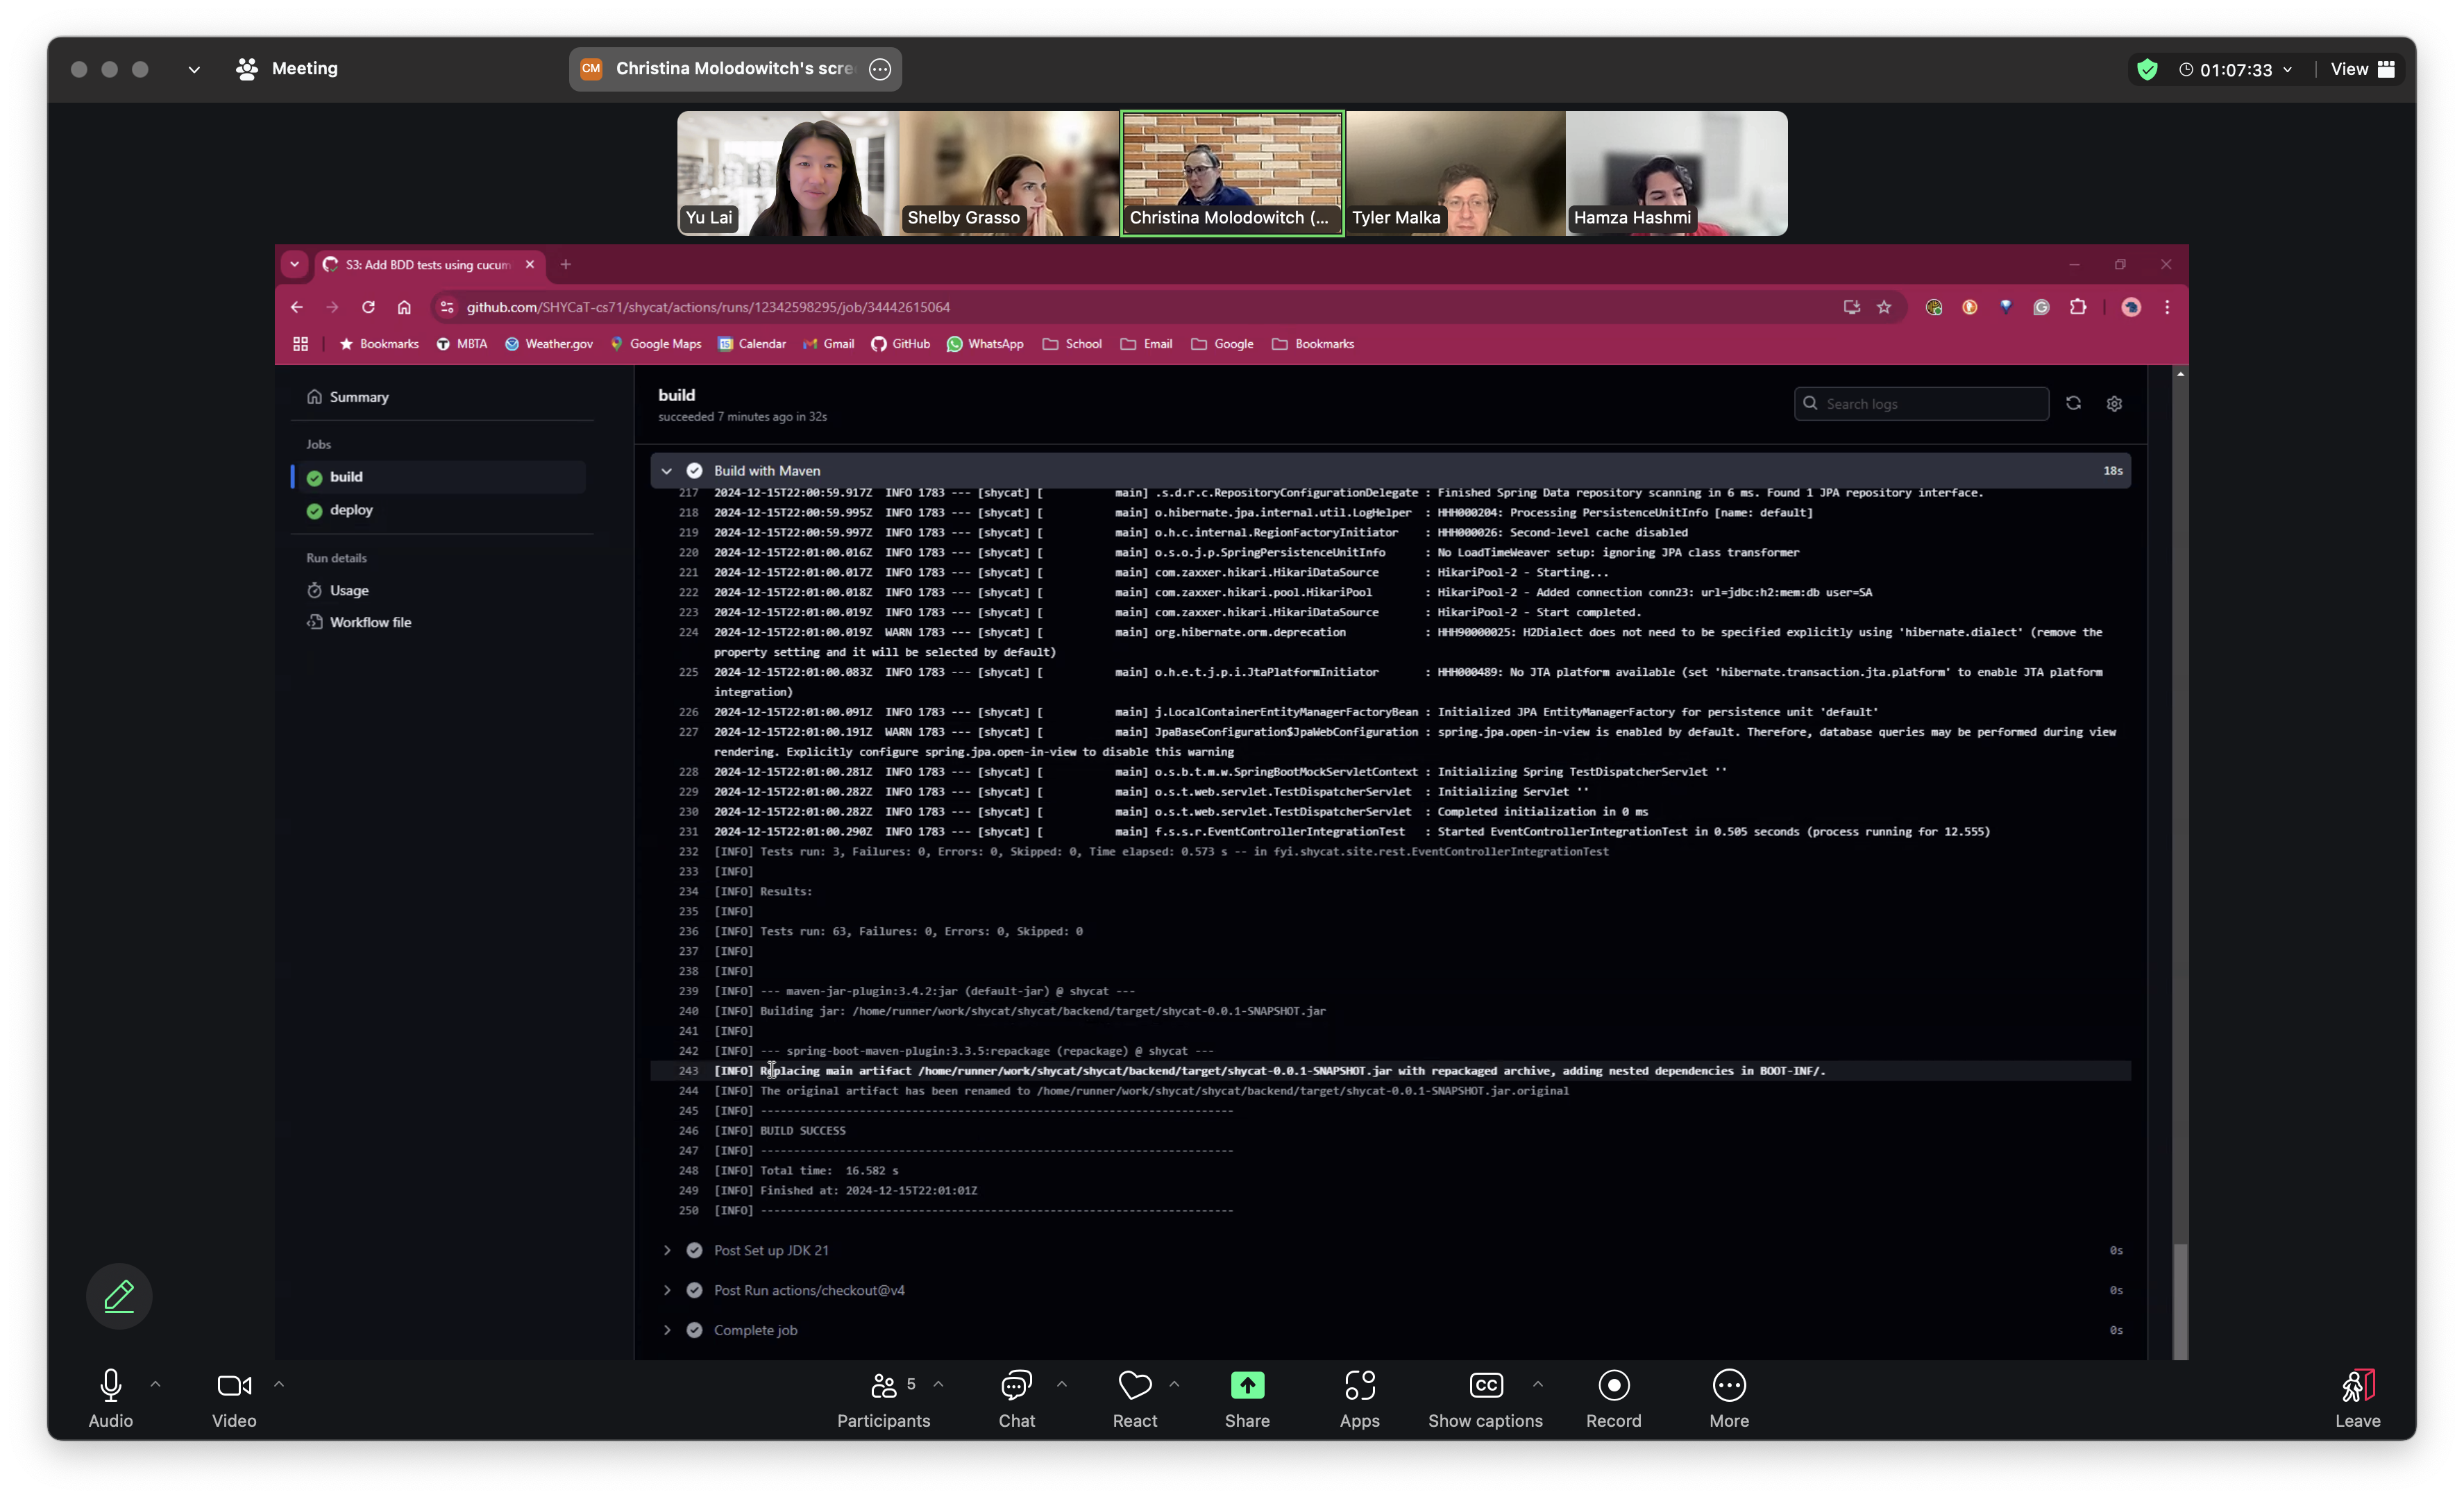 Meeting
CM Christina Molodowitch's scre
01:07:33
View
Yu Lai
Shelby Grasso
Christina Molodowitch (...
Tyler Malka
Hamza Hashmi
S3: Add BDD tests using cucum
github.com/SHYCaT-cs71/shycat/actions/runs/12342598295/job/34442615064
Bookmarks MBTA Weather.gov Google Maps Calendar Gmail GitHub WhatsApp School Email Google Bookmarks
Summary
Jobs
build
deploy
Run details
Usage
Workflow file
build
succeeded 7 minutes ago in 32s
Search logs
Build with Maven 18s
217 2024-12-15T22:00:59.917Z INFO 1783 --- [shycat] [ main] .s.d.r.c.RepositoryConfigurationDelegate : Finished Spring Data repository scanning in 6 ms. Found 1 JPA repository interface.
218 2024-12-15T22:00:59.995Z INFO 1783 --- [shycat] [ main] o.hibernate.jpa.internal.util.LogHelper : HHH000204: Processing PersistenceUnitInfo [name: default]
219 2024-12-15T22:00:59.997Z INFO 1783 --- [shycat] [ main] o.h.c.internal.RegionFactoryInitiator : HHH000026: Second-level cache disabled
220 2024-12-15T22:01:00.016Z INFO 1783 --- [shycat] [ main] o.s.o.j.p.SpringPersistenceUnitInfo : No LoadTimeWeaver setup: ignoring JPA class transformer
221 2024-12-15T22:01:00.017Z INFO 1783 --- [shycat] [ main] com.zaxxer.hikari.HikariDataSource : HikariPool-2 - Starting...
222 2024-12-15T22:01:00.018Z INFO 1783 --- [shycat] [ main] com.zaxxer.hikari.pool.HikariPool : HikariPool-2 - Added connection conn23: url=jdbc:h2:mem:db user=SA
223 2024-12-15T22:01:00.019Z INFO 1783 --- [shycat] [ main] com.zaxxer.hikari.HikariDataSource : HikariPool-2 - Start completed.
224 2024-12-15T22:01:00.019Z WARN 1783 --- [shycat] [ main] org.hibernate.orm.deprecation : HHH90000025: H2Dialect does not need to be specified explicitly using 'hibernate.dialect' (remove the
property setting and it will be selected by default)
225 2024-12-15T22:01:00.083Z INFO 1783 --- [shycat] [ main] o.h.e.t.j.p.i.JtaPlatformInitiator : HHH000489: No JTA platform available (set 'hibernate.transaction.jta.platform' to enable JTA platform
integration)
226 2024-12-15T22:01:00.091Z INFO 1783 --- [shycat] [ main] j.LocalContainerEntityManagerFactoryBean : Initialized JPA EntityManagerFactory for persistence unit 'default'
227 2024-12-15T22:01:00.191Z WARN 1783 --- [shycat] [ main] JpaBaseConfiguration$JpaWebConfiguration : spring.jpa.open-in-view is enabled by default. Therefore, database queries may be performed during view
rendering. Explicitly configure spring.jpa.open-in-view to disable this warning
228 2024-12-15T22:01:00.281Z INFO 1783 --- [shycat] [ main] o.s.b.t.m.w.SpringBootMockServletContext : Initializing Spring TestDispatcherServlet ''
229 2024-12-15T22:01:00.282Z INFO 1783 --- [shycat] [ main] o.s.t.web.servlet.TestDispatcherServlet : Initializing Servlet ''
230 2024-12-15T22:01:00.282Z INFO 1783 --- [shycat] [ main] o.s.t.web.servlet.TestDispatcherServlet : Completed initialization in 0 ms
231 2024-12-15T22:01:00.290Z INFO 1783 --- [shycat] [ main] f.s.s.r.EventControllerIntegrationTest : Started EventControllerIntegrationTest in 0.505 seconds (process running for 12.555)
232 [INFO] Tests run: 3, Failures: 0, Errors: 0, Skipped: 0, Time elapsed: 0.573 s -- in fyi.shycat.site.rest.EventControllerIntegrationTest
233 [INFO]
234 [INFO] Results:
235 [INFO]
236 [INFO] Tests run: 63, Failures: 0, Errors: 0, Skipped: 0
237 [INFO]
238 [INFO]
239 [INFO] --- maven-jar-plugin:3.4.2:jar (default-jar) @ shycat ---
240 [INFO] Building jar: /home/runner/work/shycat/shycat/backend/target/shycat-0.0.1-SNAPSHOT.jar
241 [INFO]
242 [INFO] --- spring-boot-maven-plugin:3.3.5:repackage (repackage) @ shycat ---
243 [INFO] Replacing main artifact /home/runner/work/shycat/shycat/backend/target/shycat-0.0.1-SNAPSHOT.jar with repackaged archive, adding nested dependencies in BOOT-INF/.
244 [INFO] The original artifact has been renamed to /home/runner/work/shycat/shycat/backend/target/shycat-0.0.1-SNAPSHOT.jar.original
245 [INFO] ------------------------------------------------------------------------
246 [INFO] BUILD SUCCESS
247 [INFO] ------------------------------------------------------------------------
248 [INFO] Total time: 16.582 s
249 [INFO] Finished at: 2024-12-15T22:01:01Z
250 [INFO] ------------------------------------------------------------------------
Post Set up JDK 21 0s
Post Run actions/checkout@v4 0s
Complete job 0s
Audio
Video
5
Participants
Chat
React
Share
Apps
CC
Show captions
Record
More
Leave